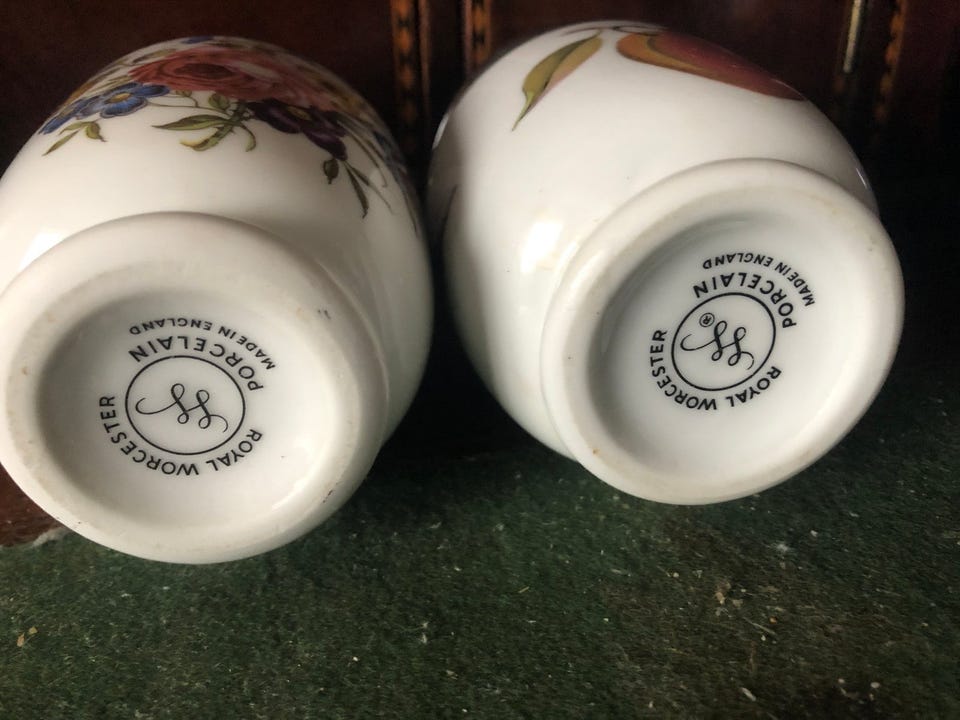 ROYAL WORCESTER
PORCELAIN
MADE IN ENGLAND
ROYAL WORCESTER
PORCELAIN
MADE IN ENGLAND
®